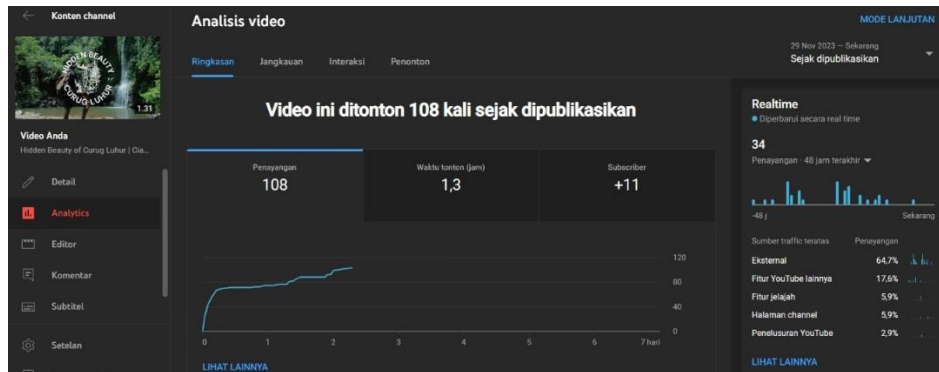 Konten channel
HIDDEN BEAUTY
CURUG LUHUR
1.31
Video Anda
Hidden Beauty of Curug Luhur | Cia...
Detail
Analytics
Editor
Komentar
Subtitel
Setelan
Analisis video
MODE LANJUTAN
29 Nov 2023 – Sekarang
Sejak dipublikasikan
Ringkasan
Jangkauan
Interaksi
Penonton
Video ini ditonton 108 kali sejak dipublikasikan
Penayangan
108
Waktu tonton (jam)
1,3
Subscriber
+11
120
80
40
0
0 1 2 3 4 5 6 7 hari
LIHAT LAINNYA
Realtime
Diperbarui secara real time
34
Penayangan · 48 jam terakhir
-48 j Sekarang
Sumber traffic teratas Penayangan
Eksternal 64,7%
Fitur YouTube lainnya 17,6%
Fitur jelajah 5,9%
Halaman channel 5,9%
Penelusuran YouTube 2,9%
LIHAT LAINNYA